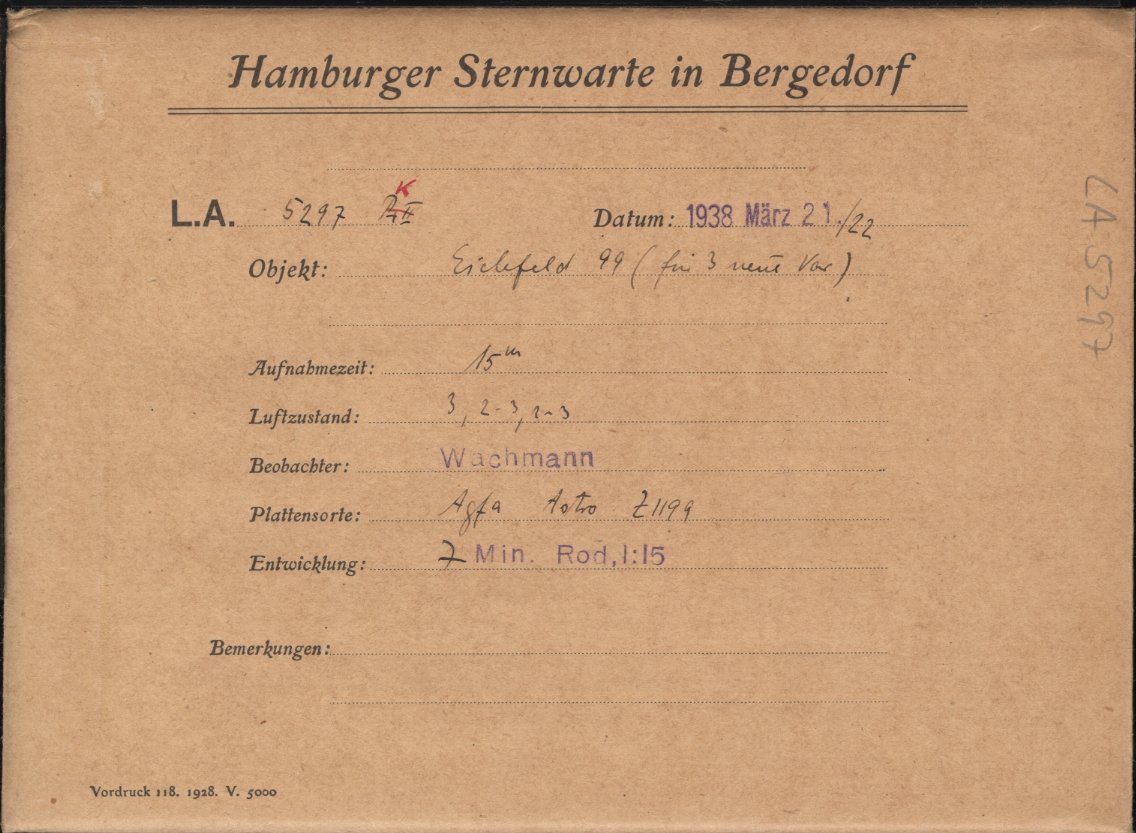 Hamburger Sternwarte in Bergedorf
K
L.A. 5297 II Datum: 1938 März 21./22
Objekt: Eichfeld 99 (für 3 neue Var)
Aufnahmezeit: 15m
Luftzustand: 3, 2-3, 2-3
Beobachter: Wachmann
Plattensorte: Agfa Astro Z1199
Entwicklung: 7 Min. Rod, 1:15
Bemerkungen:
Vordruck 118. 1928. V. 5000
LA 5297